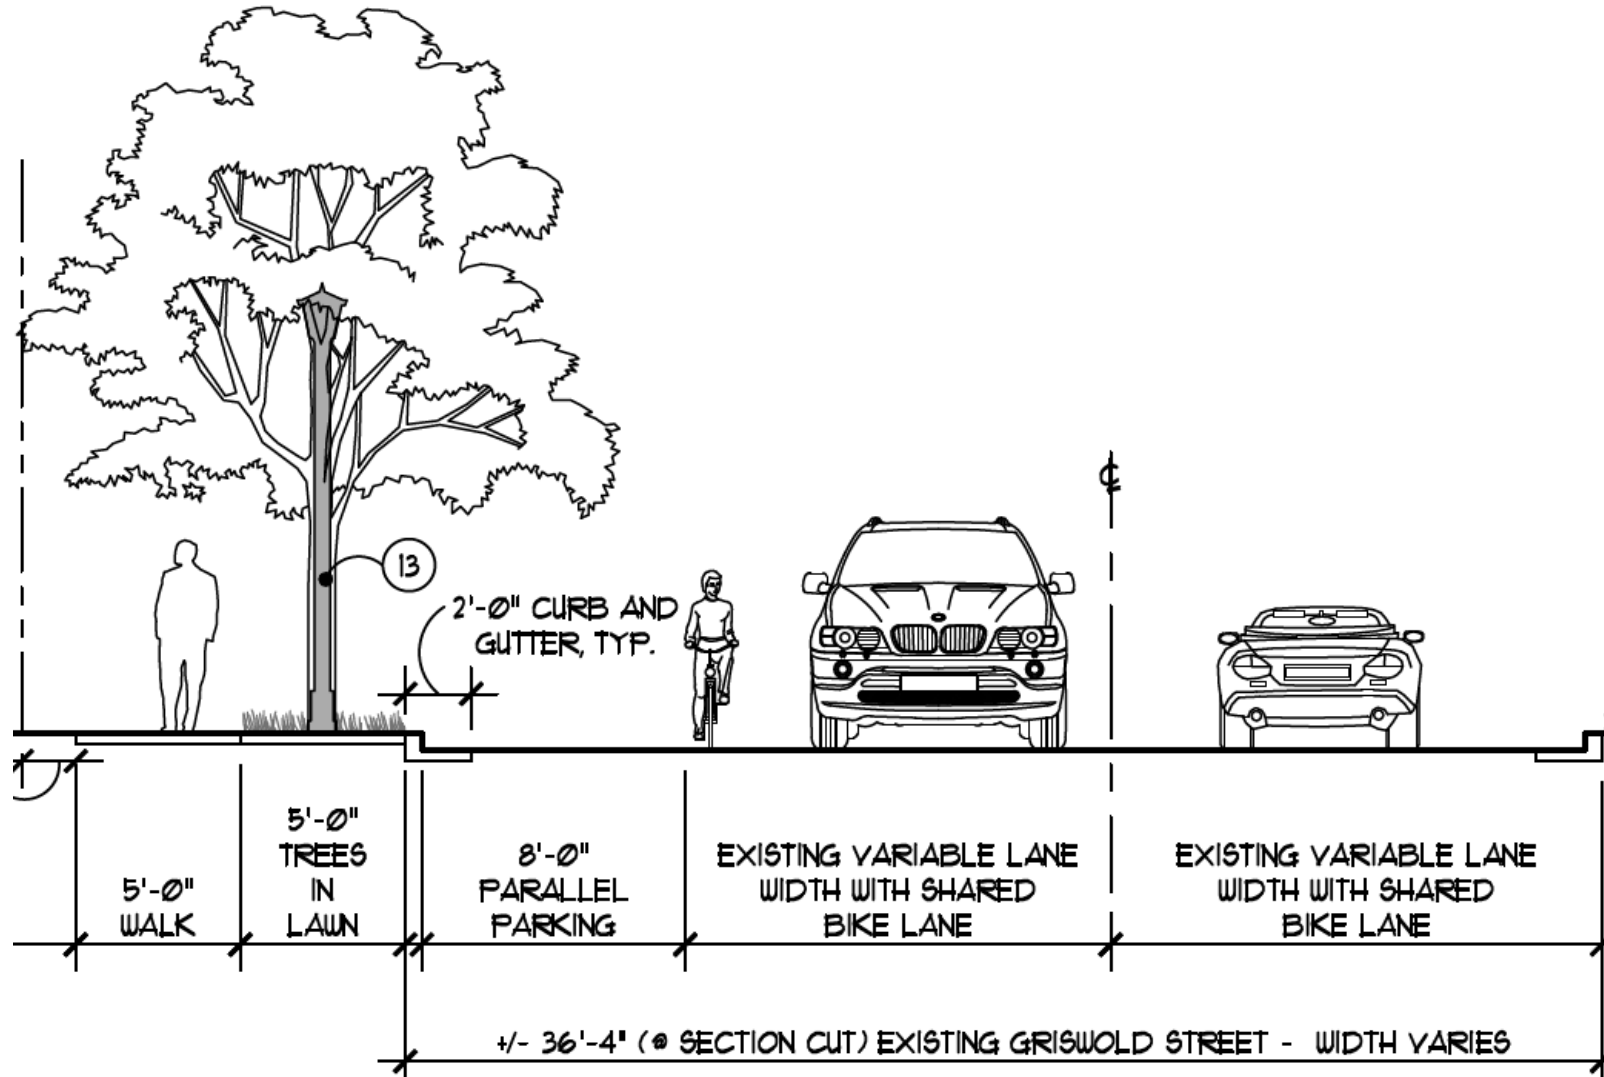 ℄
13
2'-0" CURB AND
GUTTER, TYP.
5'-0"
WALK
5'-0"
TREES
IN
LAWN
8'-0"
PARALLEL
PARKING
EXISTING VARIABLE LANE
WIDTH WITH SHARED
BIKE LANE
EXISTING VARIABLE LANE
WIDTH WITH SHARED
BIKE LANE
+/- 36'-4" (@ SECTION CUT) EXISTING GRISWOLD STREET - WIDTH VARIES